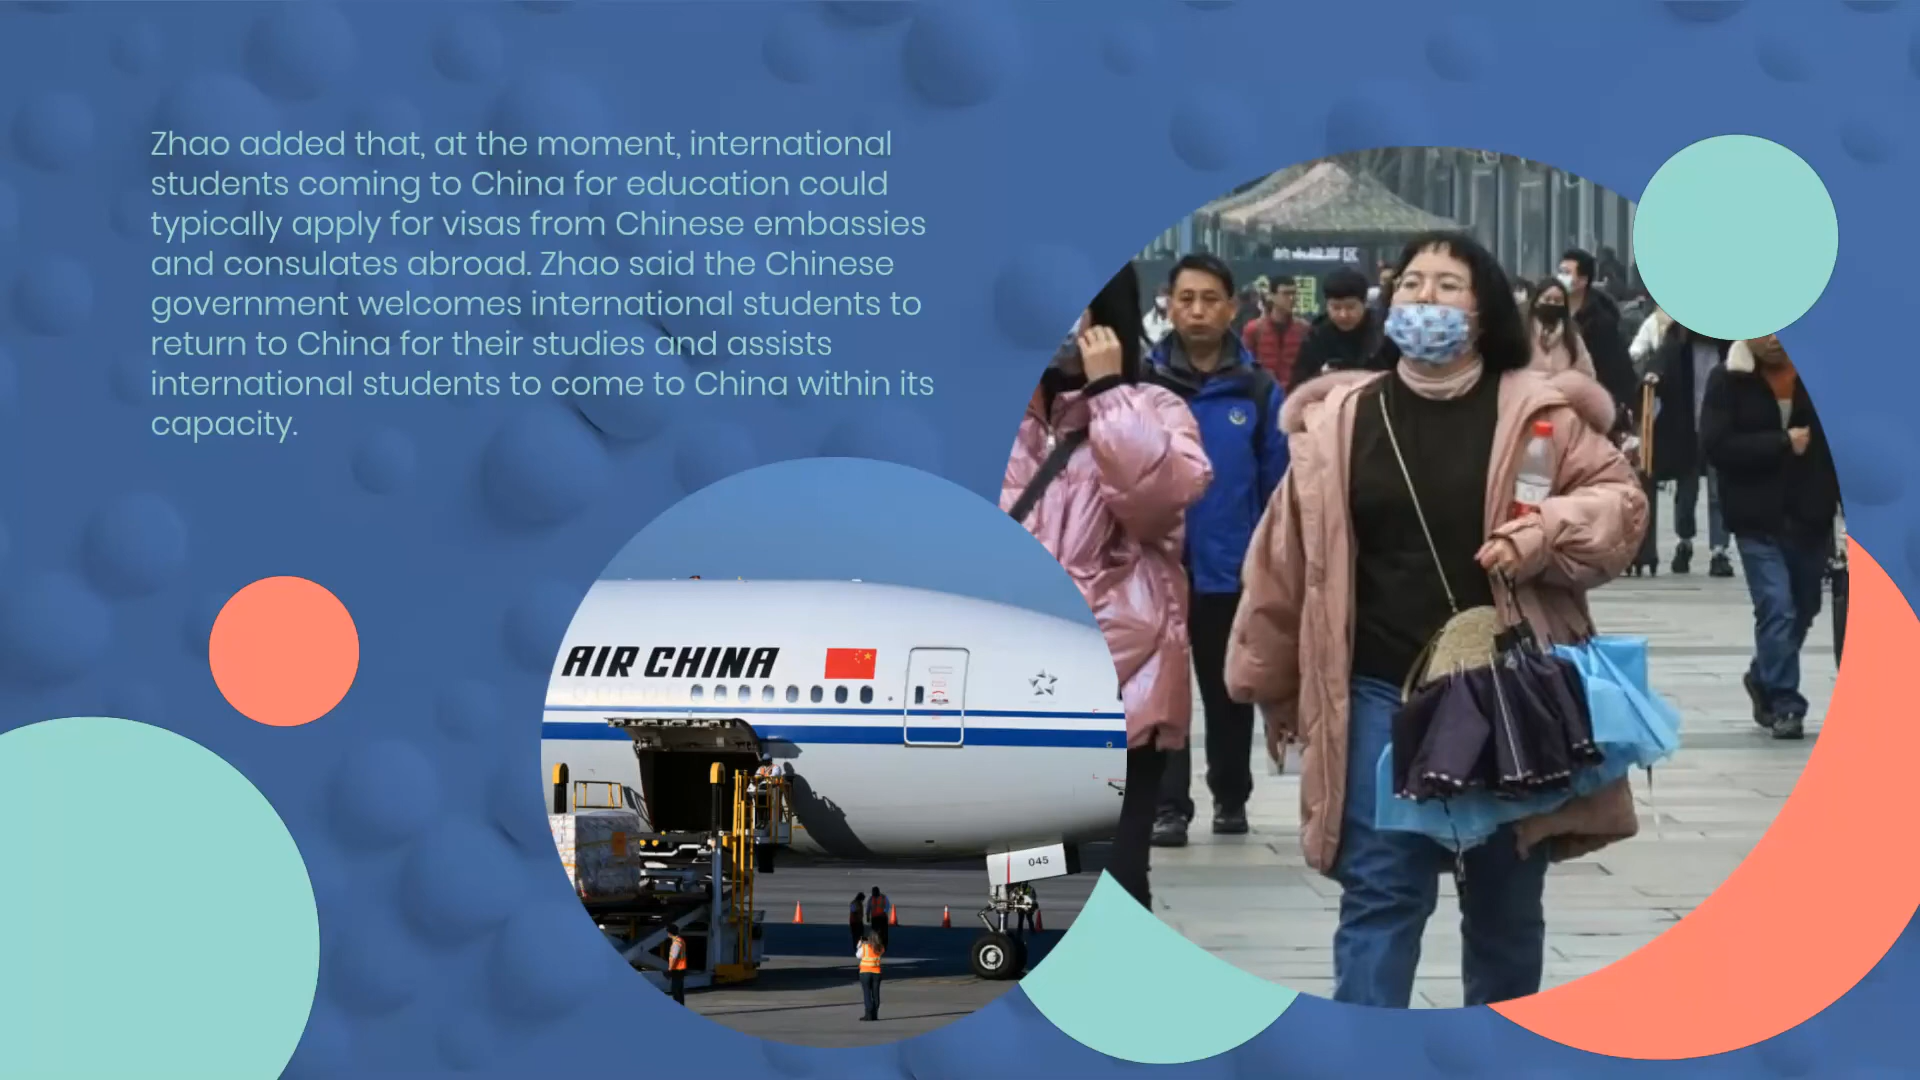 Zhao added that, at the moment, international
students coming to China for education could
typically apply for visas from Chinese embassies
and consulates abroad. Zhao said the Chinese
government welcomes international students to
return to China for their studies and assists
international students to come to China within its
capacity.
AIR CHINA
045